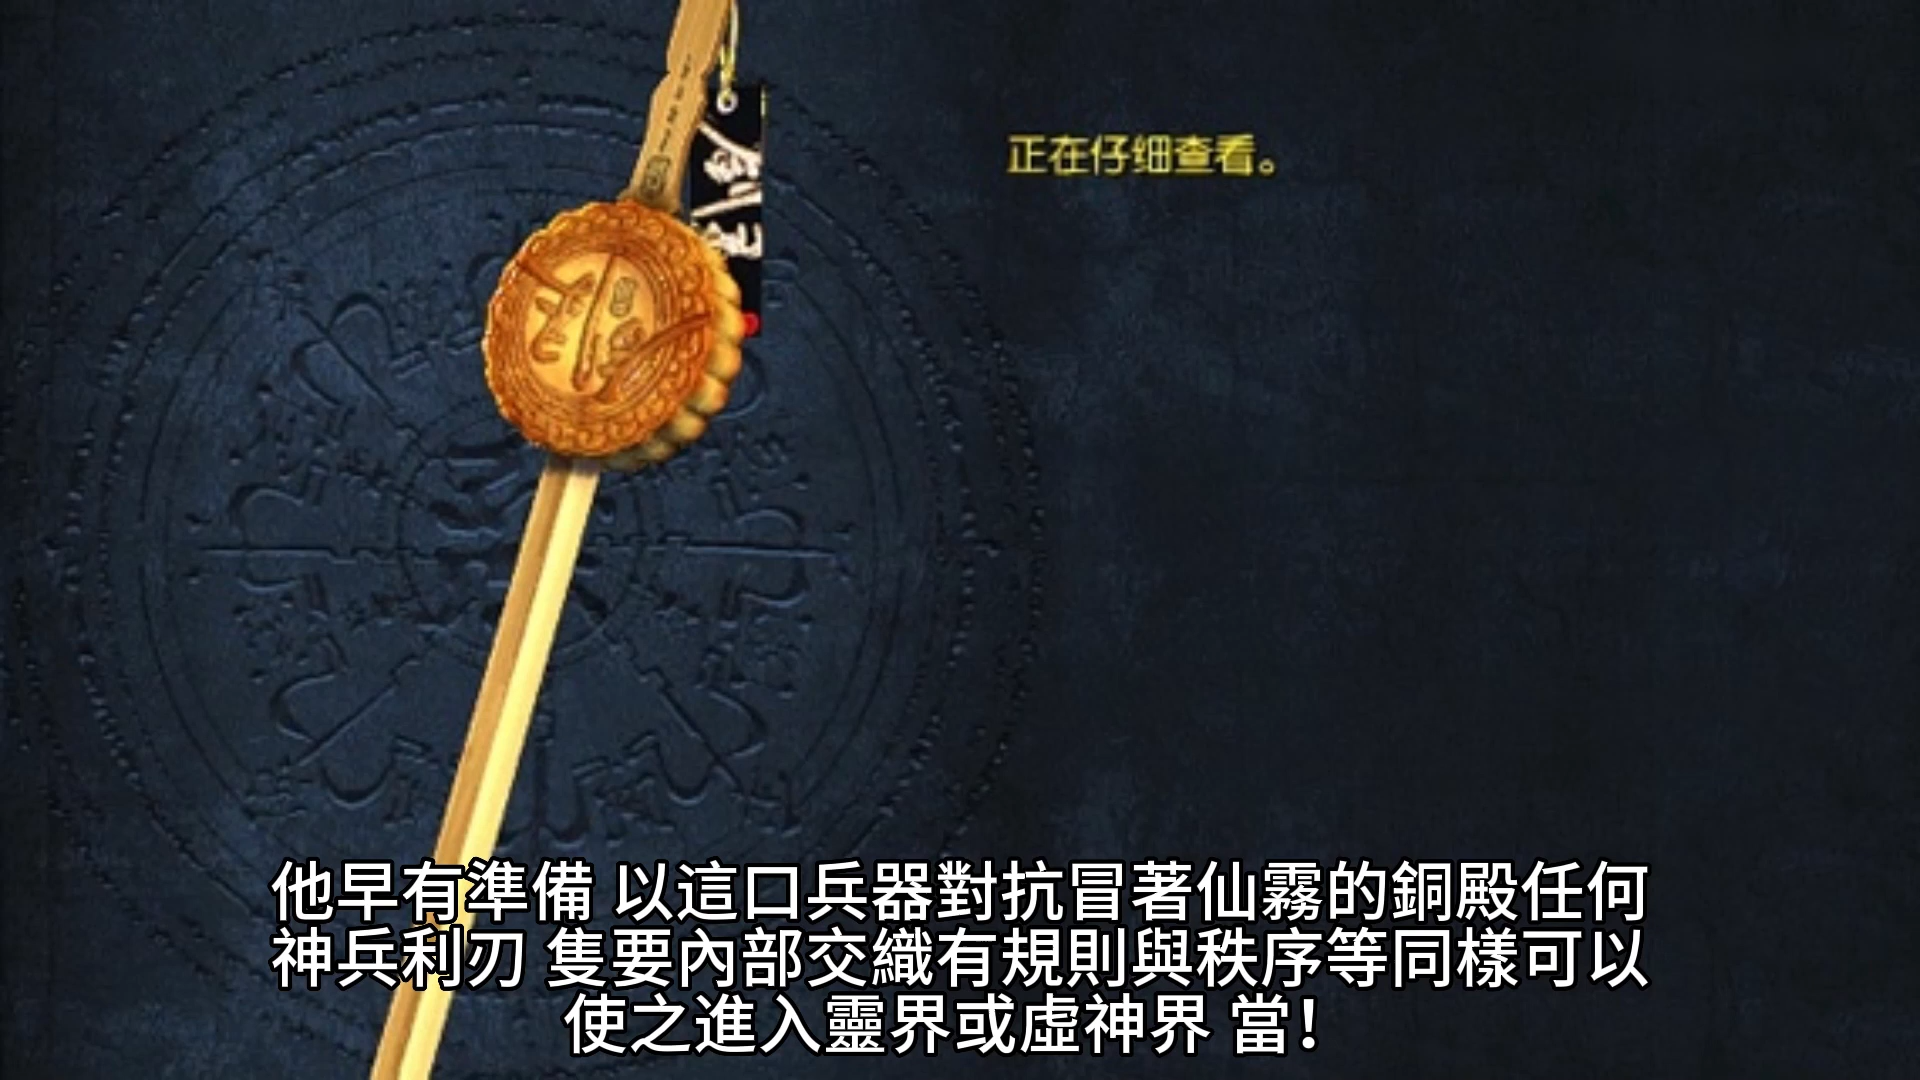 正在仔细查看。
他早有準備 以這口兵器對抗冒著仙霧的銅殿任何
神兵利刃 隻要內部交織有規則與秩序等同樣可以
使之進入靈界或虛神界 當！